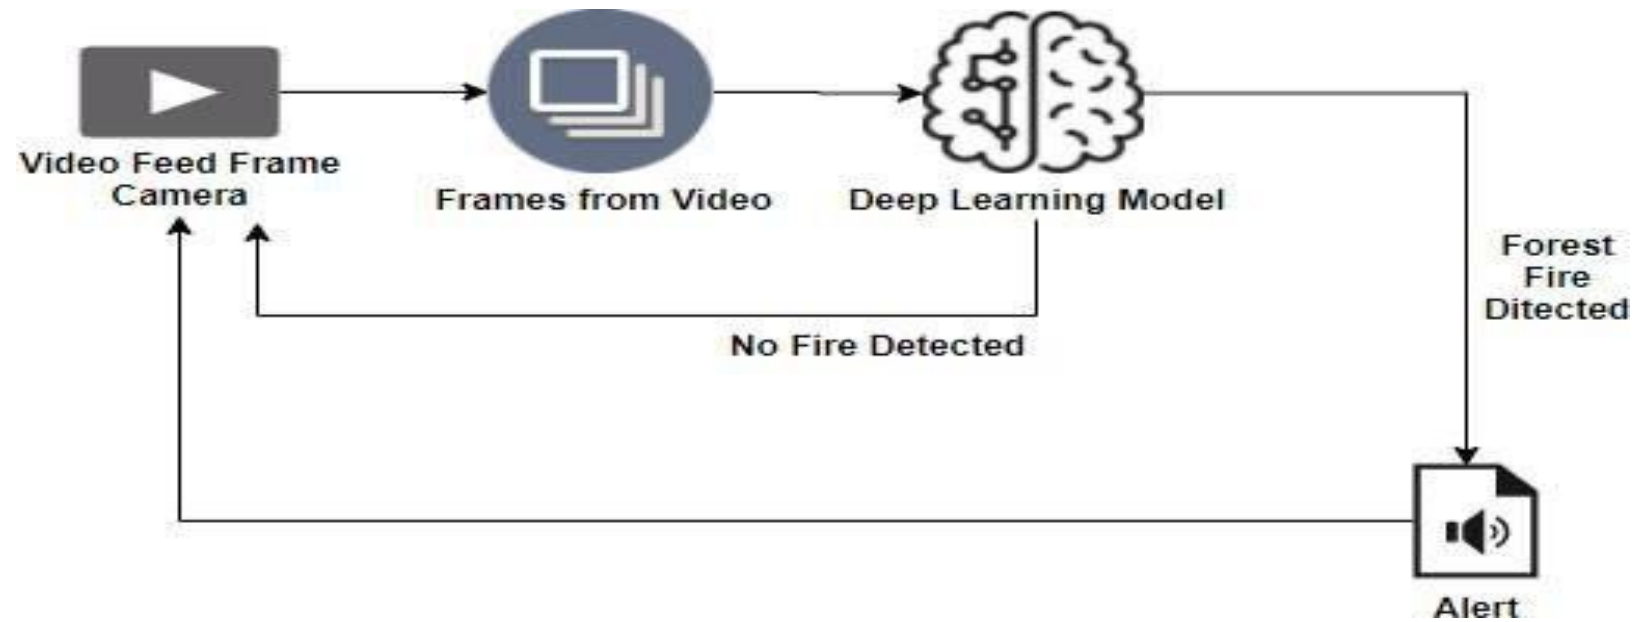 Video Feed Frame
Camera
Frames from Video
Deep Learning Model
Forest
Fire
Ditected
No Fire Detected
Alert